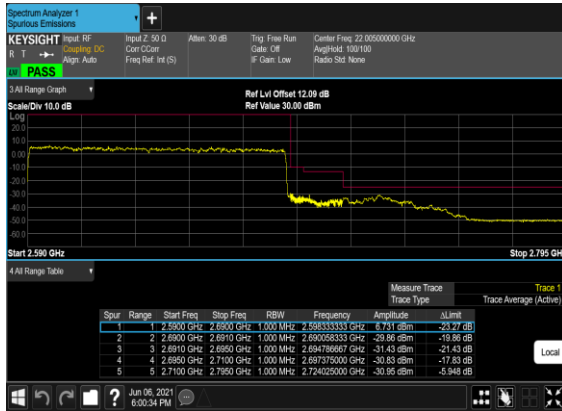 Spectrum Analyzer 1
Spurious Emissions
KEYSIGHT Input: RF Input Z: 50 Ω Atten: 30 dB Trig: Free Run Center Freq: 22.005000000 GHz
R T Coupling: DC Corr CCorr Gate: Off Avg|Hold: 100/100
Align: Auto Freq Ref: Int (S) IF Gain: Low Radio Std: None
LXI PASS
3 All Range Graph
Ref Lvl Offset 12.09 dB
Scale/Div 10.0 dB Ref Value 30.00 dBm
Log
20.0
10.0
0.00
-10.0
-20.0
-30.0
-40.0
-50.0
-60.0
Start 2.590 GHz Stop 2.795 GH
4 All Range Table
Measure Trace Trace 1
Trace Type Trace Average (Active)
Spur Range Start Freq Stop Freq RBW Frequency Amplitude ΔLimit
1 1 2.5900 GHz 2.6900 GHz 1.000 MHz 2.598333333 GHz 6.731 dBm -23.27 dB
2 2 2.6900 GHz 2.6910 GHz 1.000 MHz 2.690058333 GHz -29.86 dBm -19.86 dB
3 3 2.6910 GHz 2.6950 GHz 1.000 MHz 2.694786667 GHz -31.43 dBm -21.43 dB
4 4 2.6950 GHz 2.7100 GHz 1.000 MHz 2.697375000 GHz -30.83 dBm -17.83 dB
5 5 2.7100 GHz 2.7950 GHz 1.000 MHz 2.724025000 GHz -30.95 dBm -5.948 dB
Local
? Jun 06, 2021
6:00:34 PM